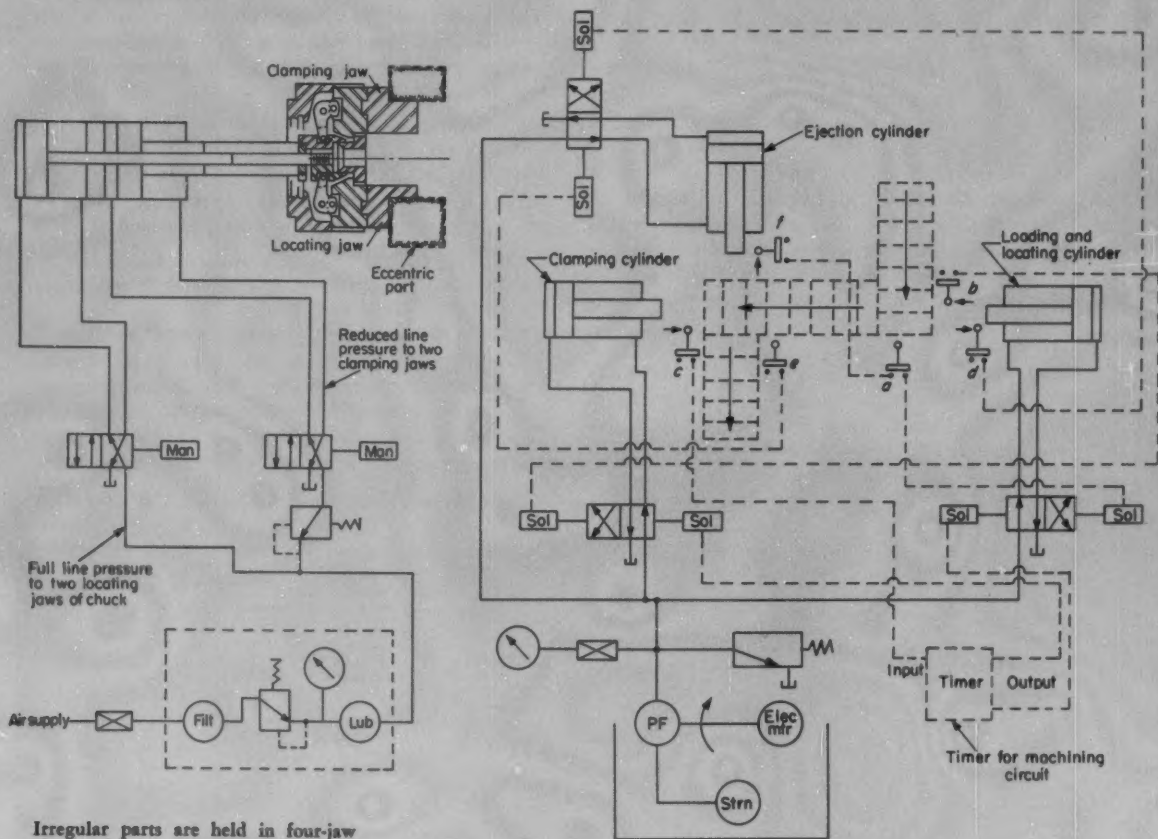 Clamping jaw
Locating jaw
Eccentric
part
Reduced line
pressure to two
clamping jaws
Man
Man
Full line pressure
to two locating
jaws of chuck
Air supply
Filt
Lub
Irregular parts are held in four-jaw
Sol
Sol
Ejection cylinder
Clamping cylinder
Loading and
locating cylinder
f
b
c
e
a
d
Sol
Sol
Sol
Sol
Input
Timer
Output
Timer for machining
circuit
PF
Elec
mtr
Strn